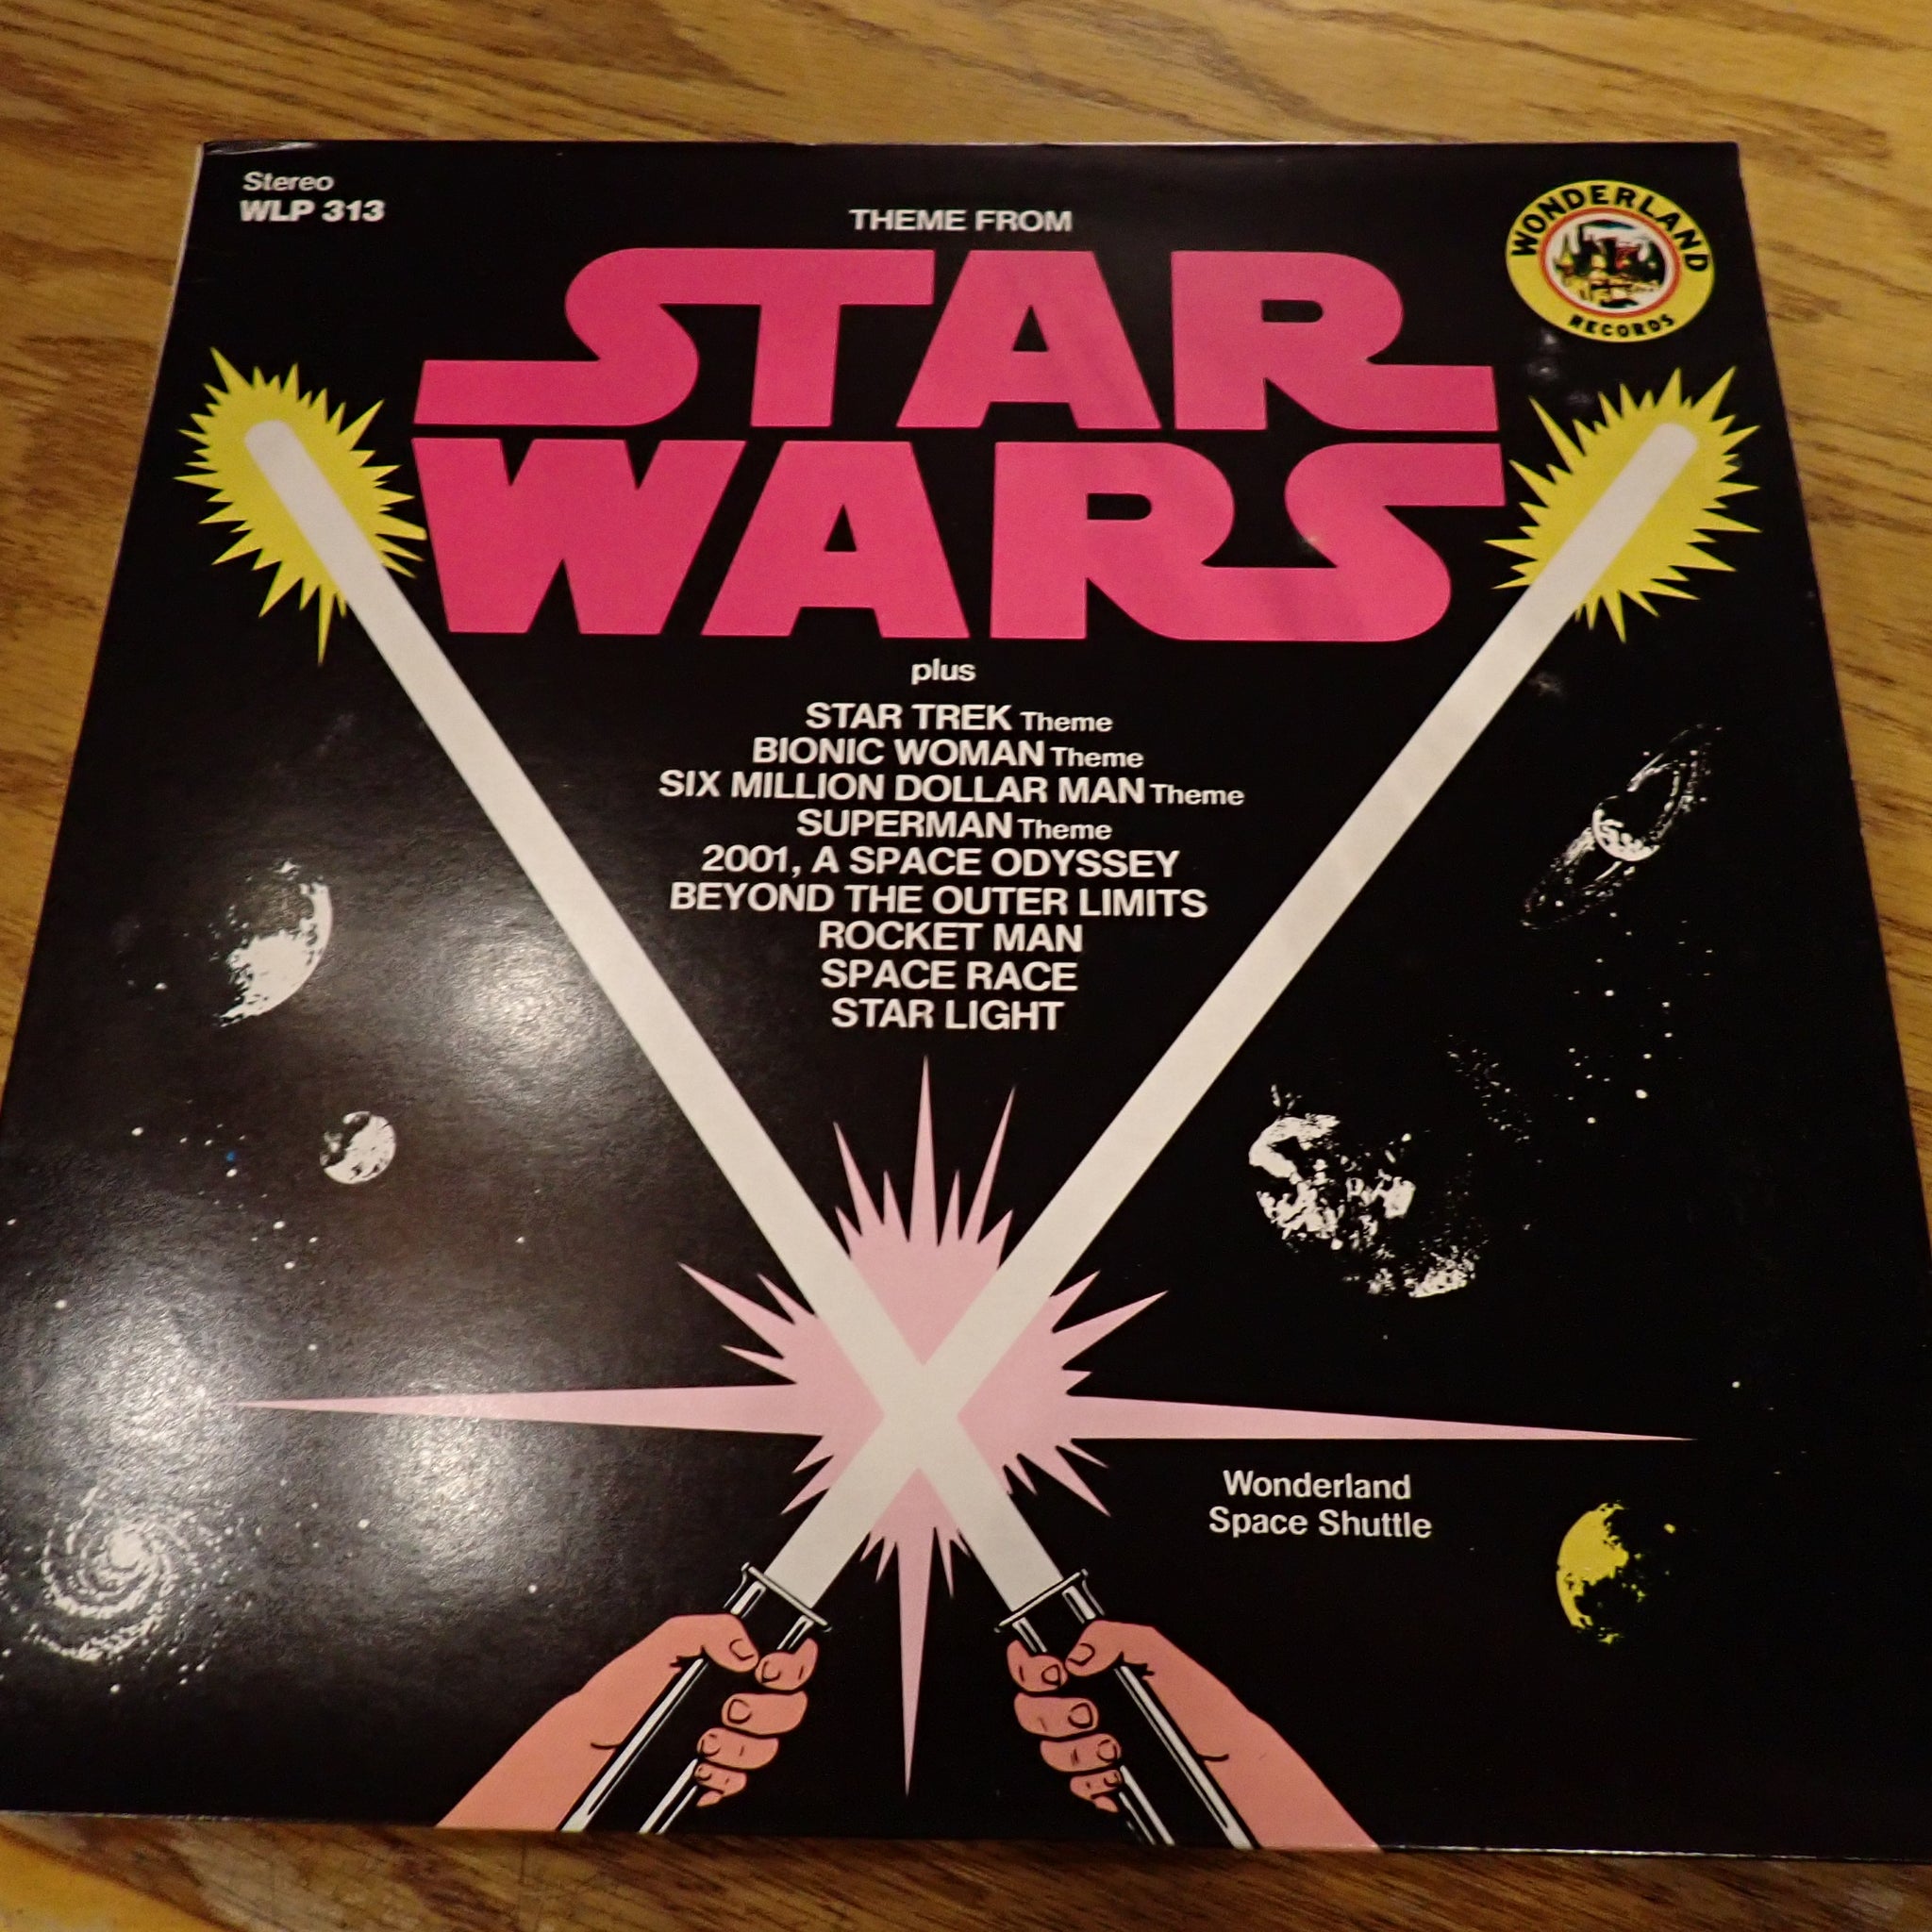 Stereo
WLP 313
THEME FROM
STAR
WARS
WONDERLAND
RECORDS
plus
STAR TREK Theme
BIONIC WOMAN Theme
SIX MILLION DOLLAR MAN Theme
SUPERMAN Theme
2001, A SPACE ODYSSEY
BEYOND THE OUTER LIMITS
ROCKET MAN
SPACE RACE
STAR LIGHT
Wonderland
Space Shuttle